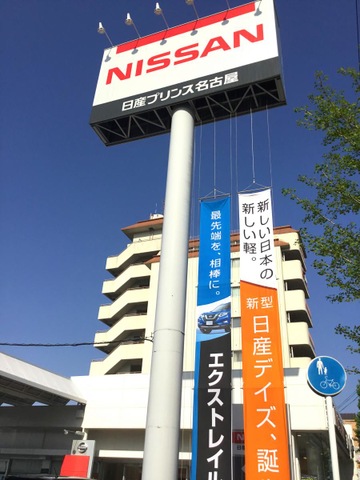 NISSAN
日産プリンス名古屋
最先端を、相棒に。
エクストレイル
新しい日本の
新しい軽。
新型
日産デイズ、誕